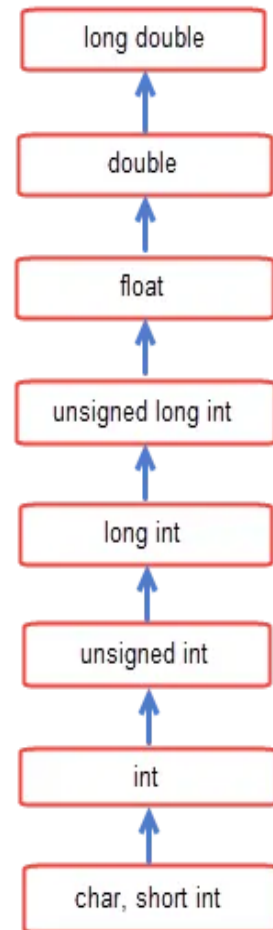 long double
double
float
unsigned long int
long int
unsigned int
int
char, short int